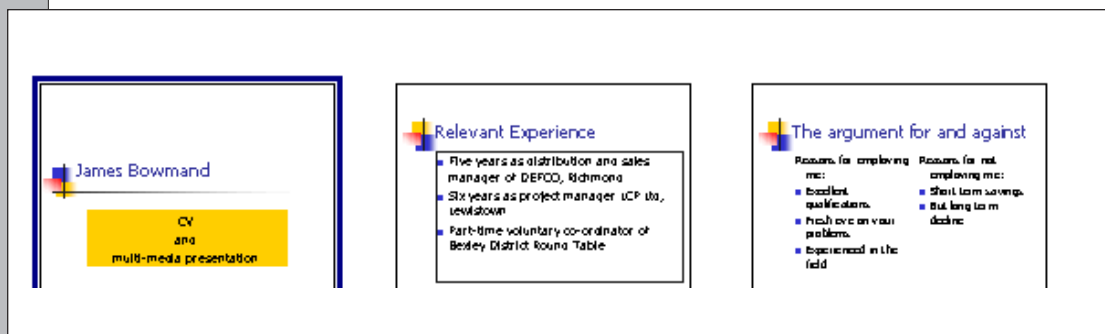 James Bowmand
CV
and
multi-media presentation
Relevant Experience
Five years as distribution and sales
manager of DEFCO, Richmond
Six years as project manager LCP Ltd,
Lewistown
Part-time voluntary co-ordinator of
Bexley District Round Table
The argument for and against
Reasons for employing
me:
Excellent
qualifications.
Fresh eye on your
problems.
Experienced in the
field
Reasons for not
employing me:
Short term savings.
But long term
decline